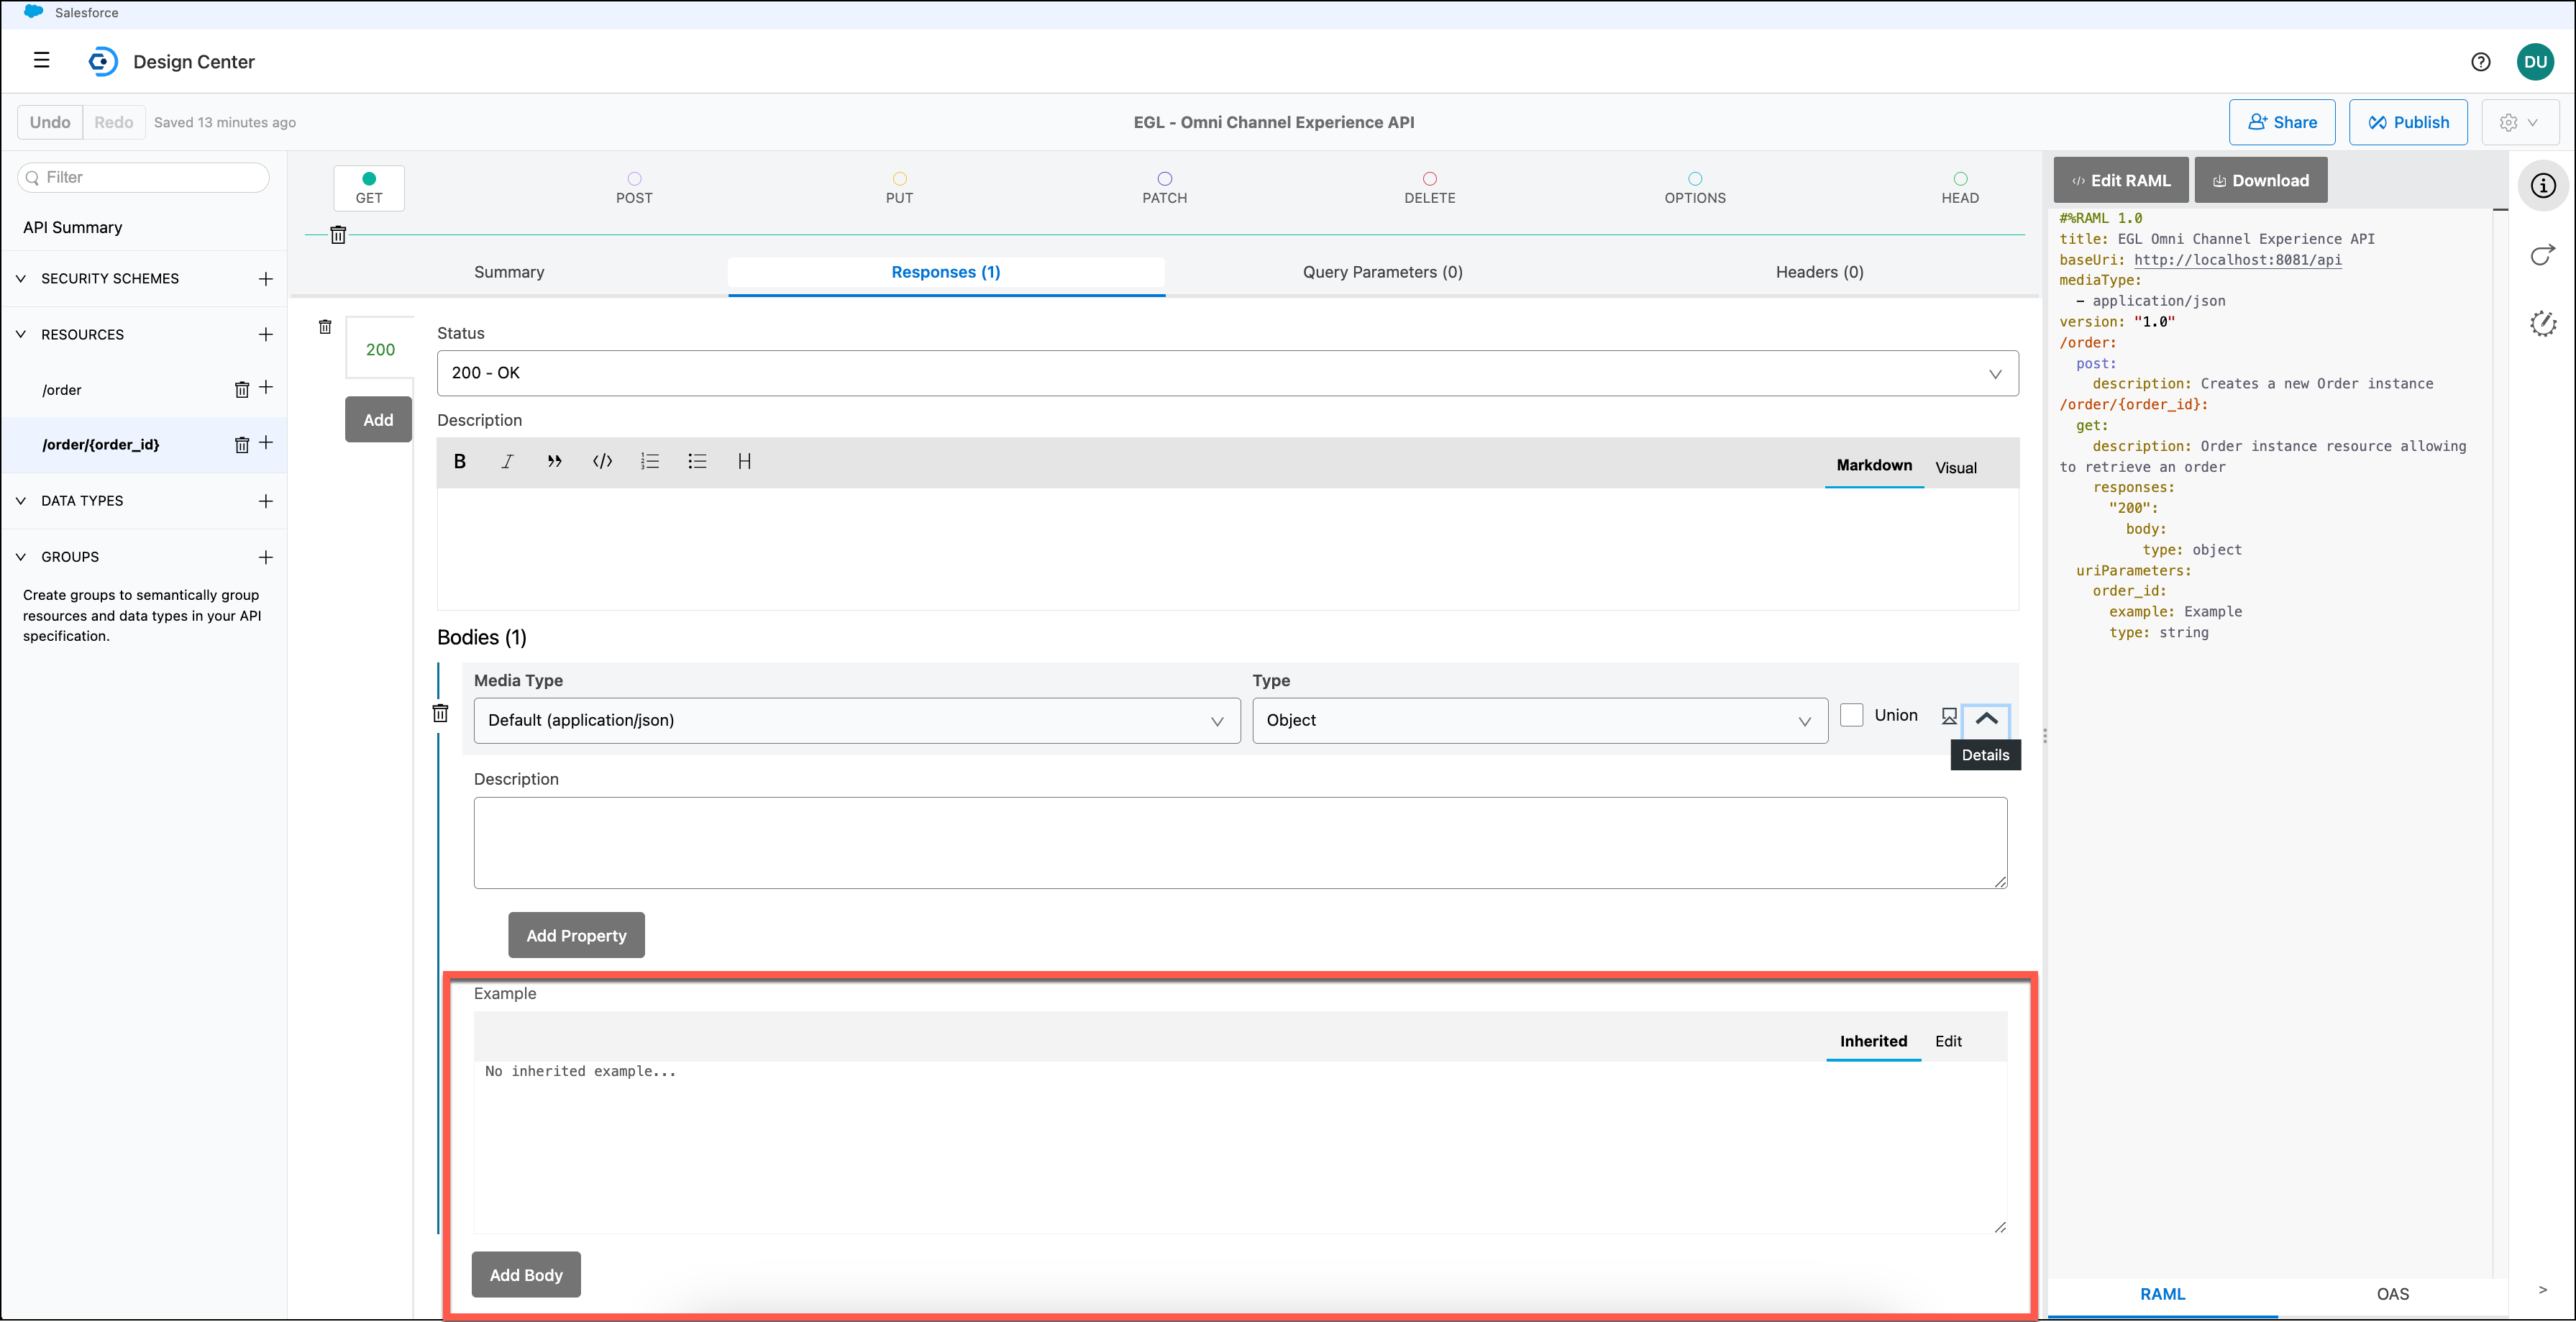 Salesforce
Design Center
DU
Undo Redo Saved 13 minutes ago
EGL - Omni Channel Experience API
Share
Publish
Filter
API Summary
SECURITY SCHEMES
RESOURCES
/order
/order/{order_id}
DATA TYPES
GROUPS
Create groups to semantically group
resources and data types in your API
specification.
GET POST PUT PATCH DELETE OPTIONS HEAD
Summary Responses (1) Query Parameters (0) Headers (0)
200
Add
Status
200 - OK
Description
B I H
Markdown Visual
Bodies (1)
Media Type Type
Default (application/json) Object Union
Details
Description
Add Property
Example
Inherited Edit
No inherited example...
Add Body
Edit RAML Download
#%RAML 1.0
title: EGL Omni Channel Experience API
baseUri: http://localhost:8081/api
mediaType:
- application/json
version: "1.0"
/order:
post:
description: Creates a new Order instance
/order/{order_id}:
get:
description: Order instance resource allowing
to retrieve an order
responses:
"200":
body:
type: object
uriParameters:
order_id:
example: Example
type: string
RAML OAS